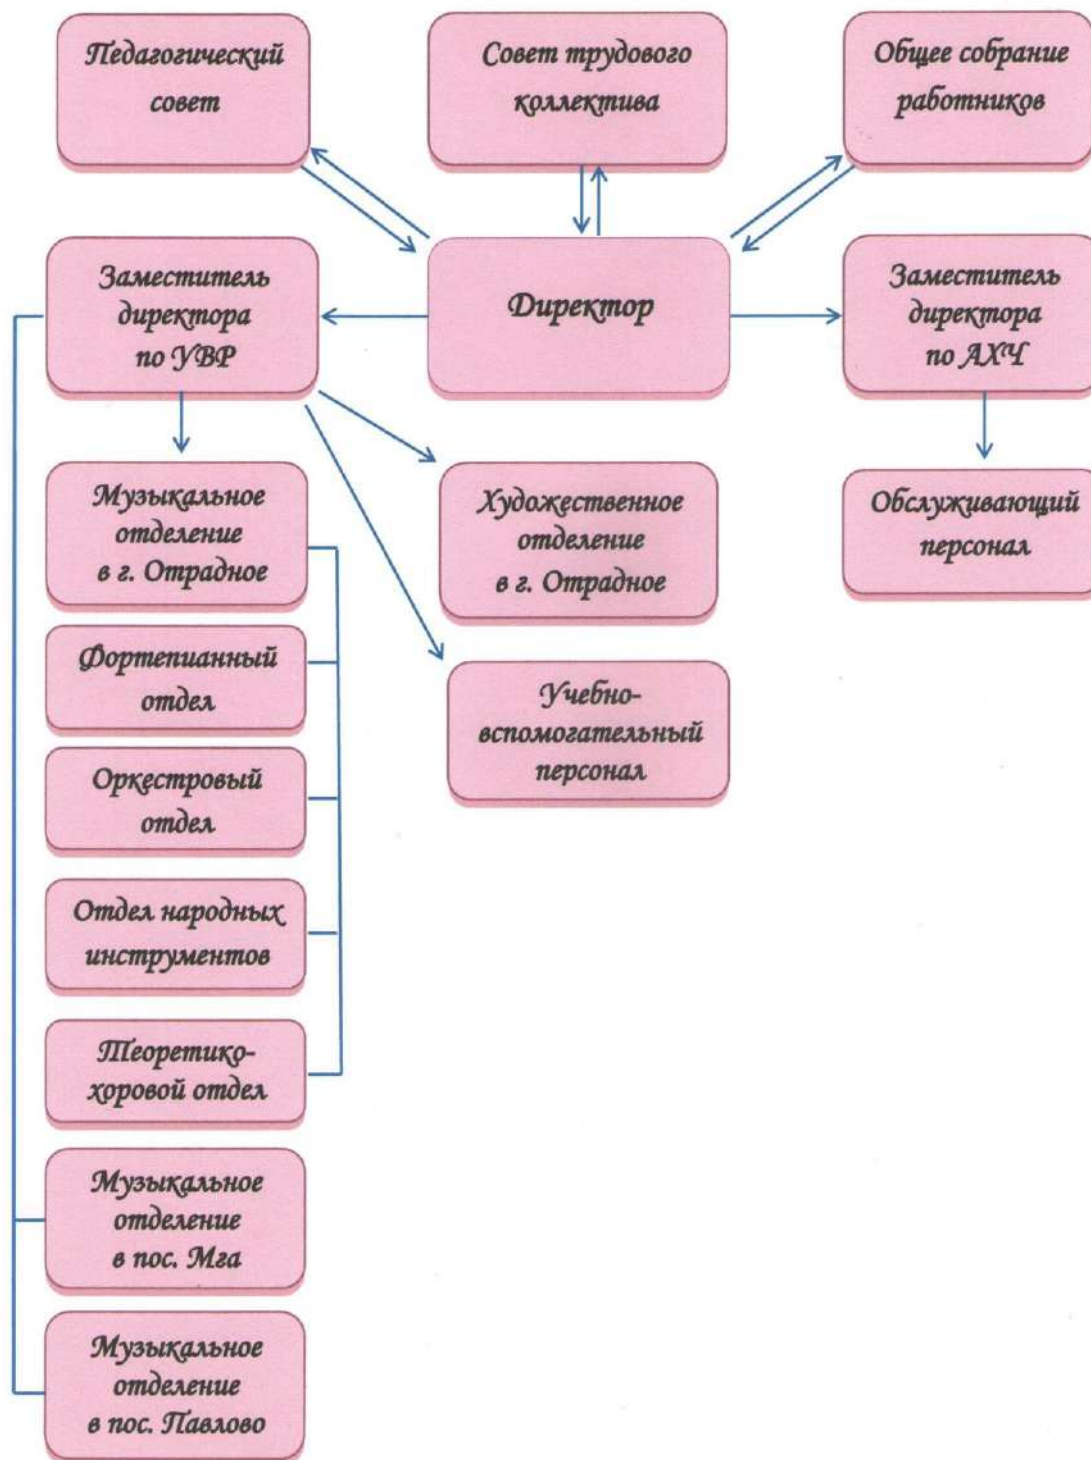 Педагогический
совет
Совет трудового
коллектива
Общее собрание
работников
Заместитель
директора
по УВР
Директор
Заместитель
директора
по АХЧ
Музыкальное
отделение
в г. Отрадное
Художественное
отделение
в г. Отрадное
Обслуживающий
персонал
Фортепианный
отдел
Учебно-
вспомогательный
персонал
Оркестровый
отдел
Отдел народных
инструментов
Теоретико-
хоровой отдел
Музыкальное
отделение
в пос. Мга
Музыкальное
отделение
в пос. Павлово